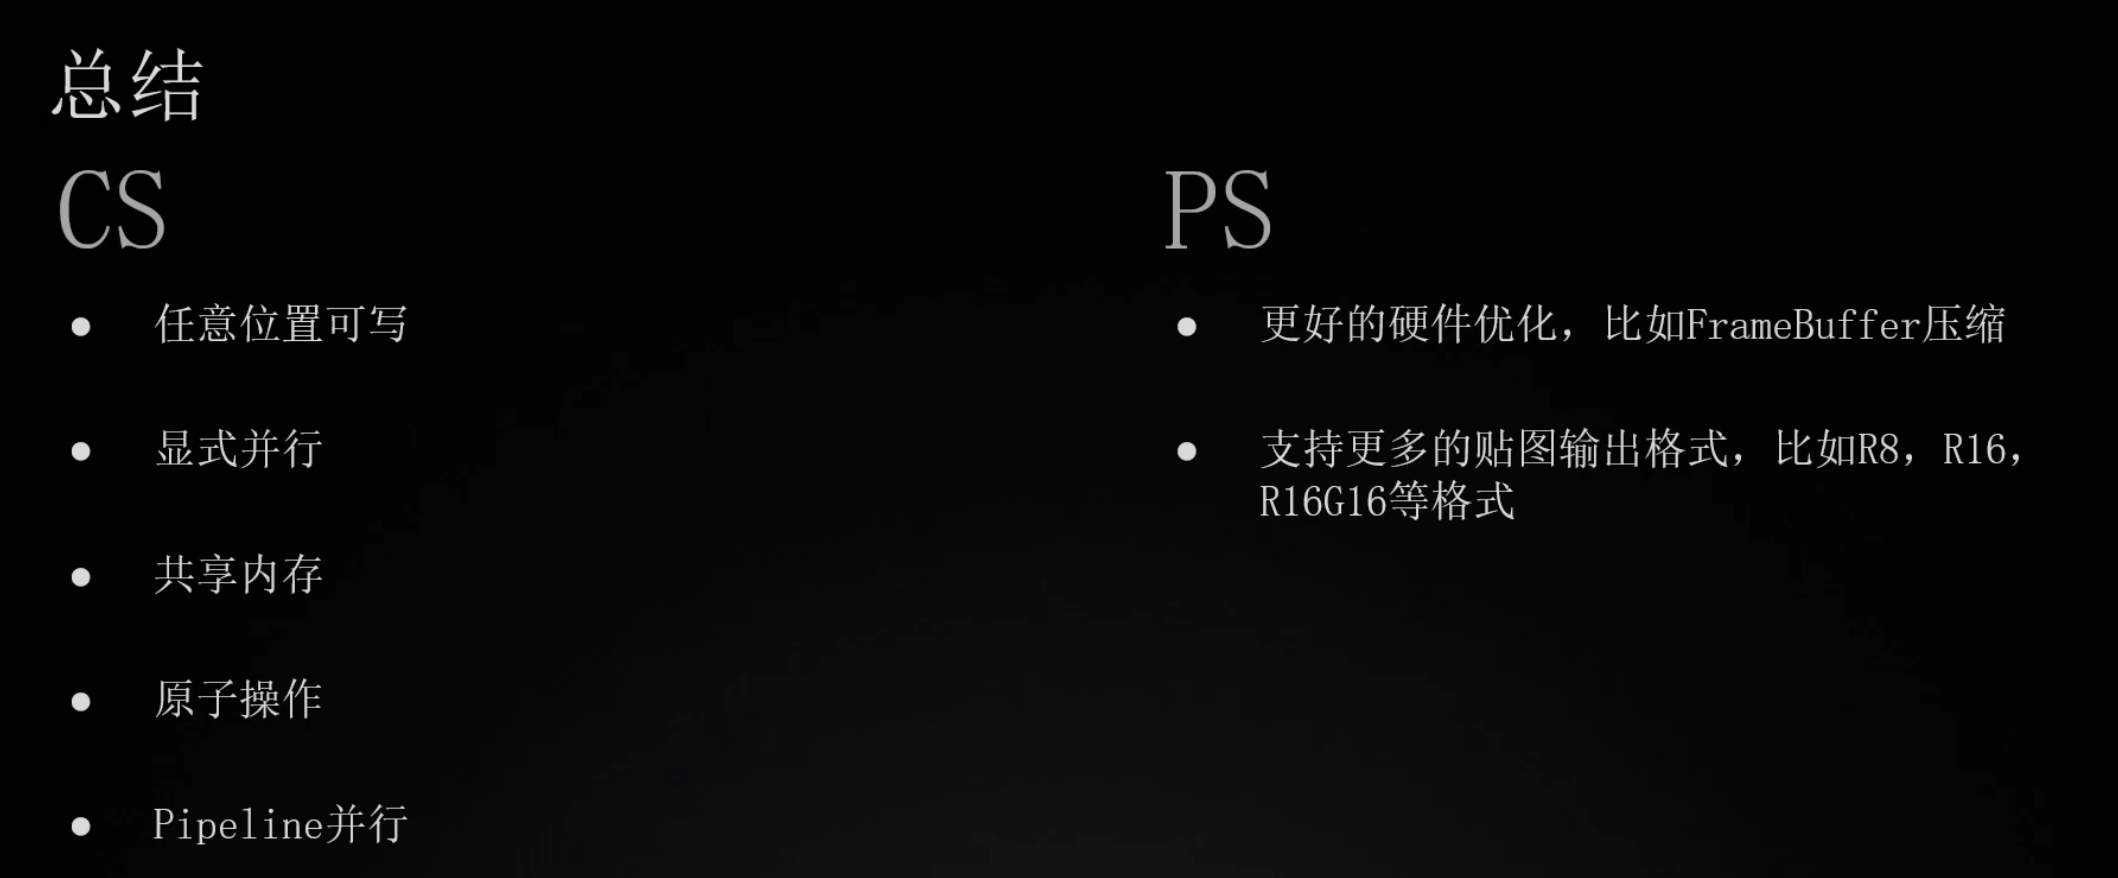 总结
CS
● 任意位置可写
● 显式并行
● 共享内存
● 原子操作
● Pipeline并行
PS
● 更好的硬件优化，比如FrameBuffer压缩
● 支持更多的贴图输出格式，比如R8，R16，
R16G16等格式